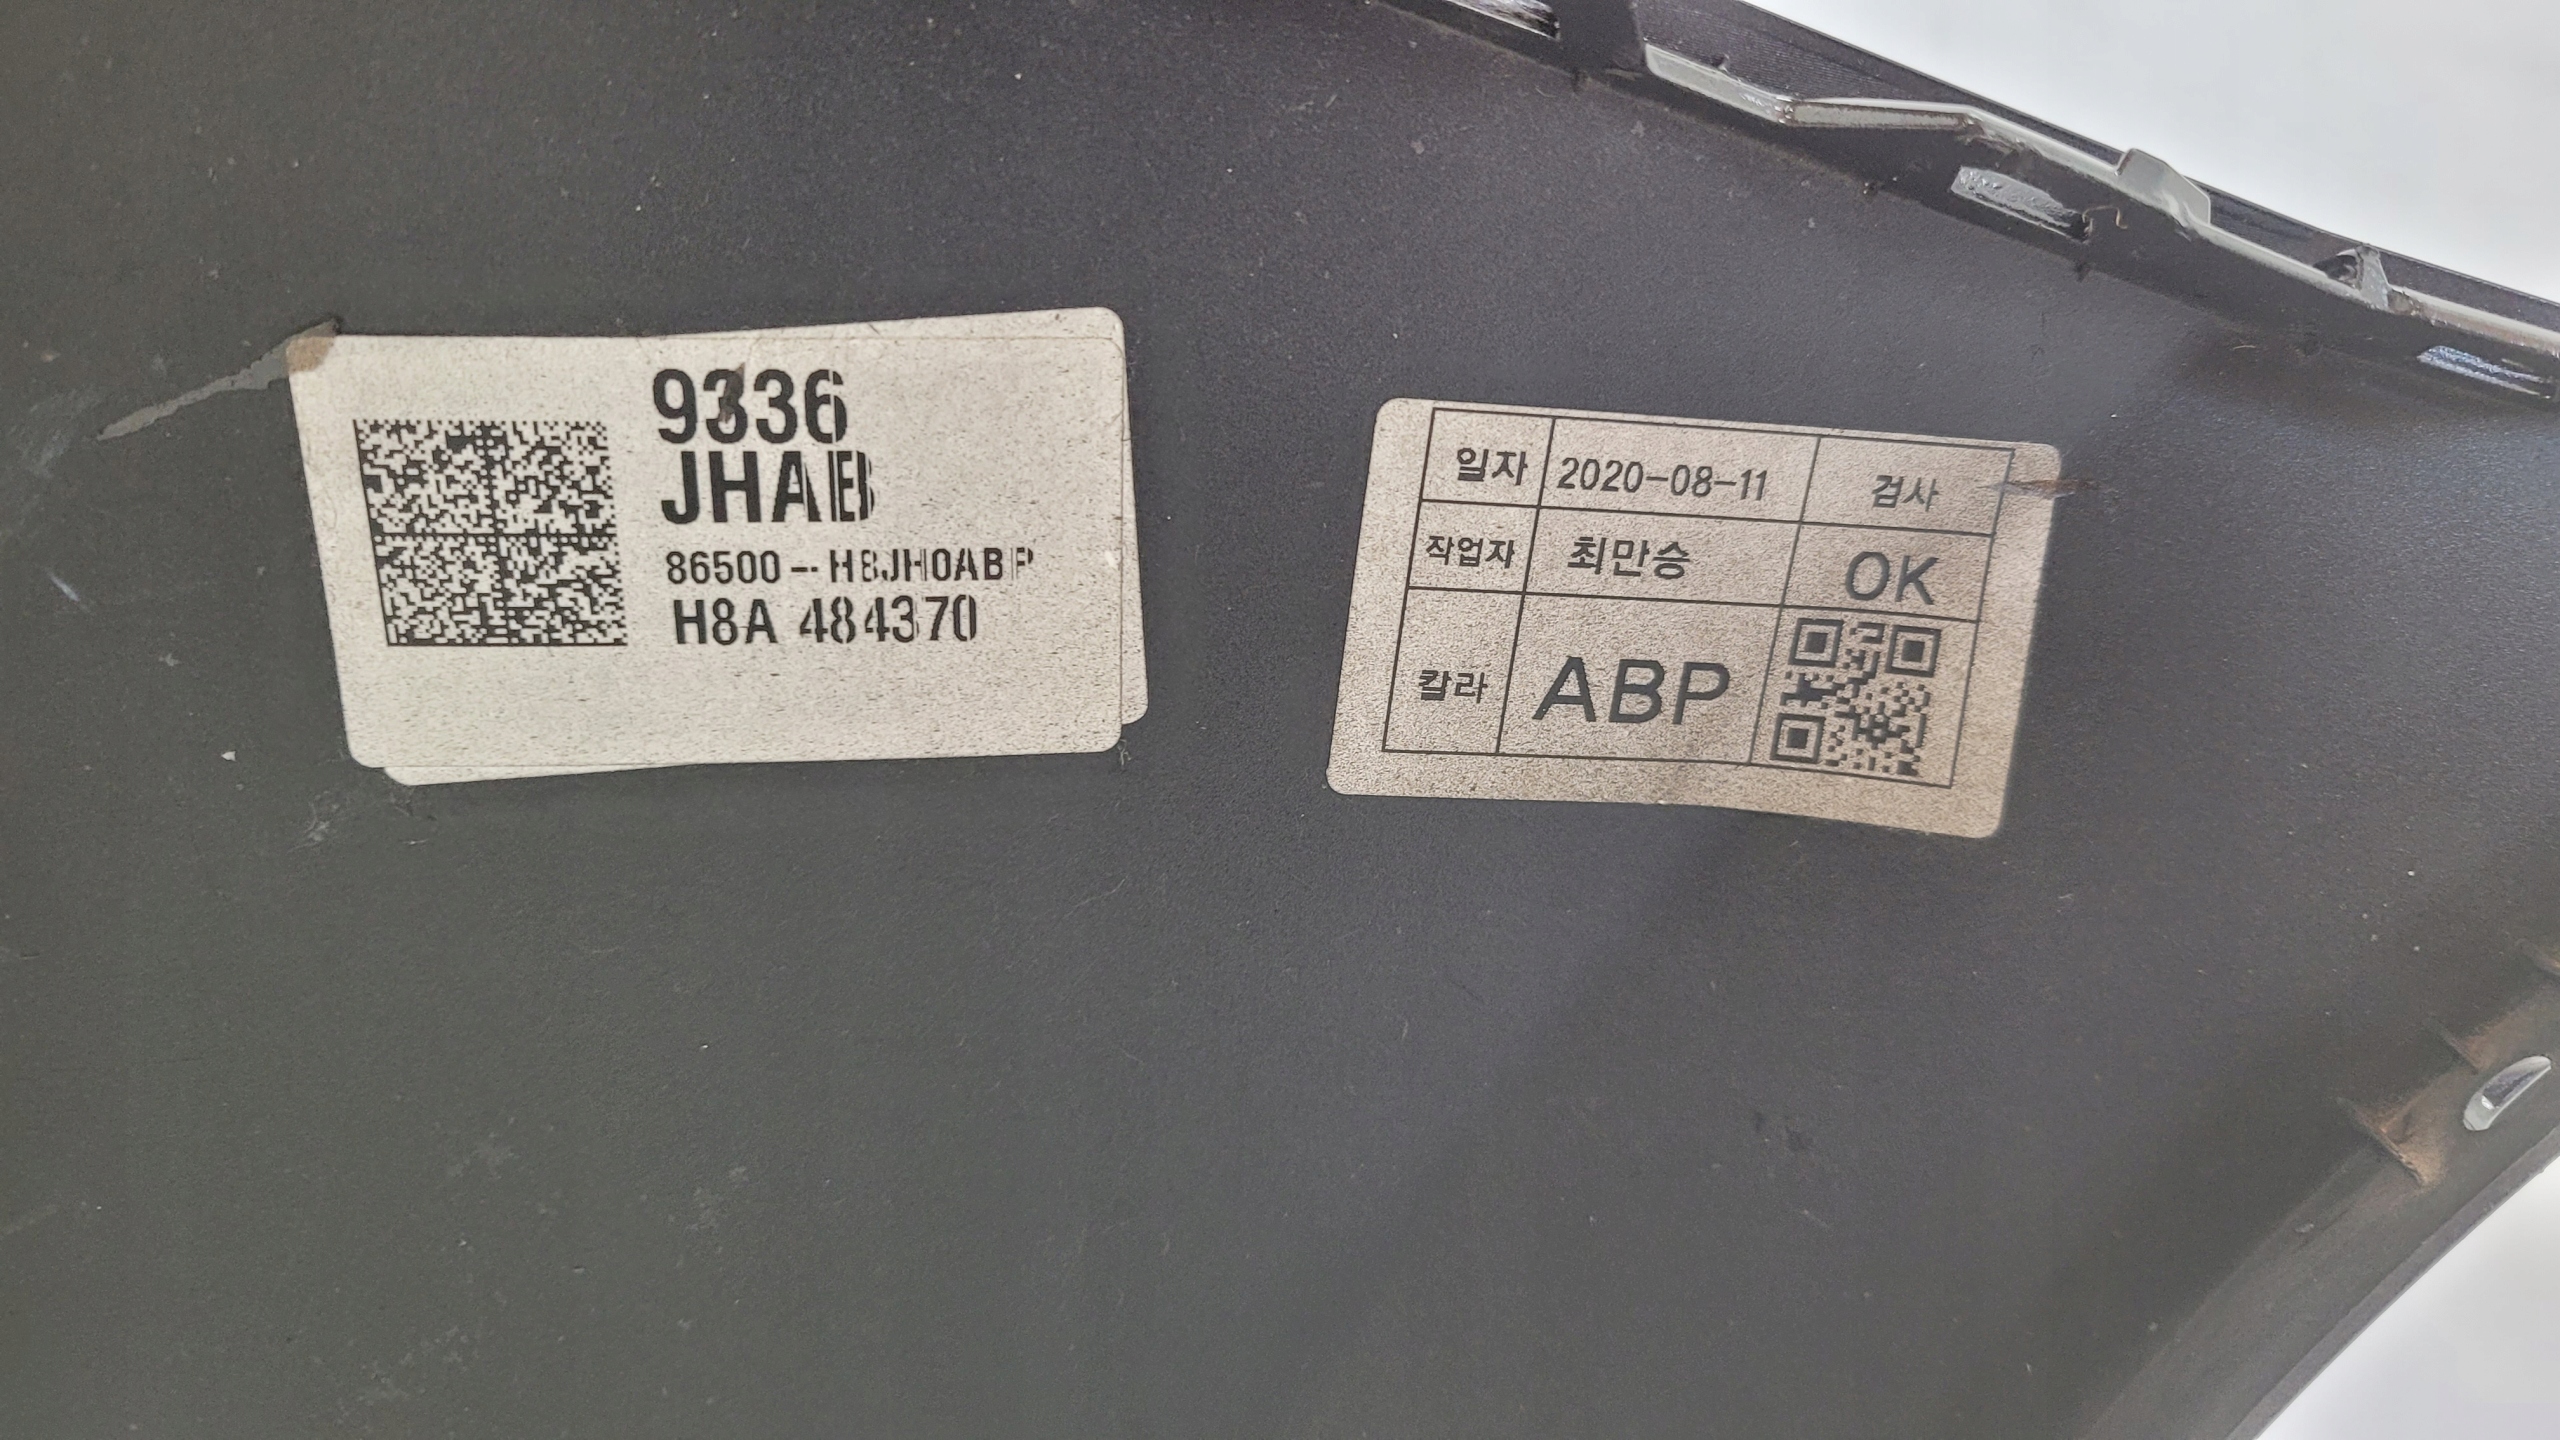 9336
JHAB
86500-H8JH0ABP
H8A 484370
일자 2020-08-11 검사
작업자 최만승 OK
칼라 ABP